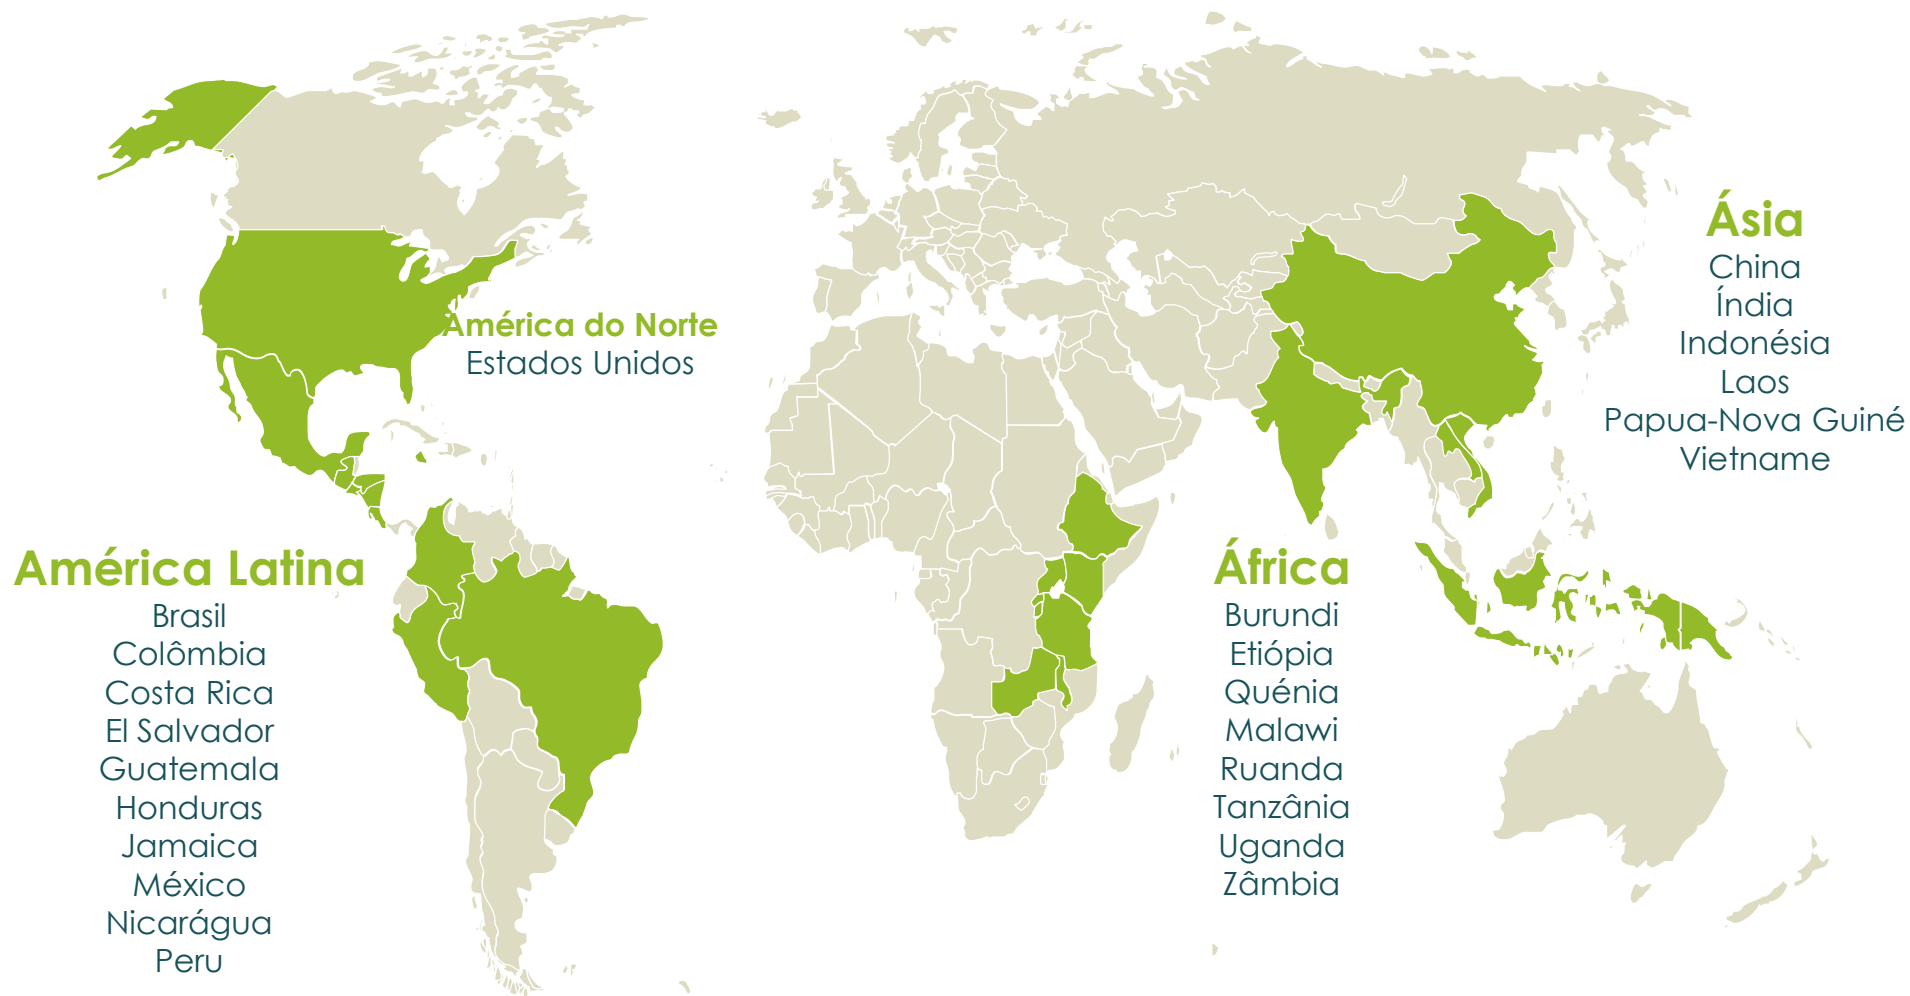 América do Norte
Estados Unidos
América Latina
Brasil
Colômbia
Costa Rica
El Salvador
Guatemala
Honduras
Jamaica
México
Nicarágua
Peru
África
Burundi
Etiópia
Quénia
Malawi
Ruanda
Tanzânia
Uganda
Zâmbia
Ásia
China
Índia
Indonésia
Laos
Papua-Nova Guiné
Vietname